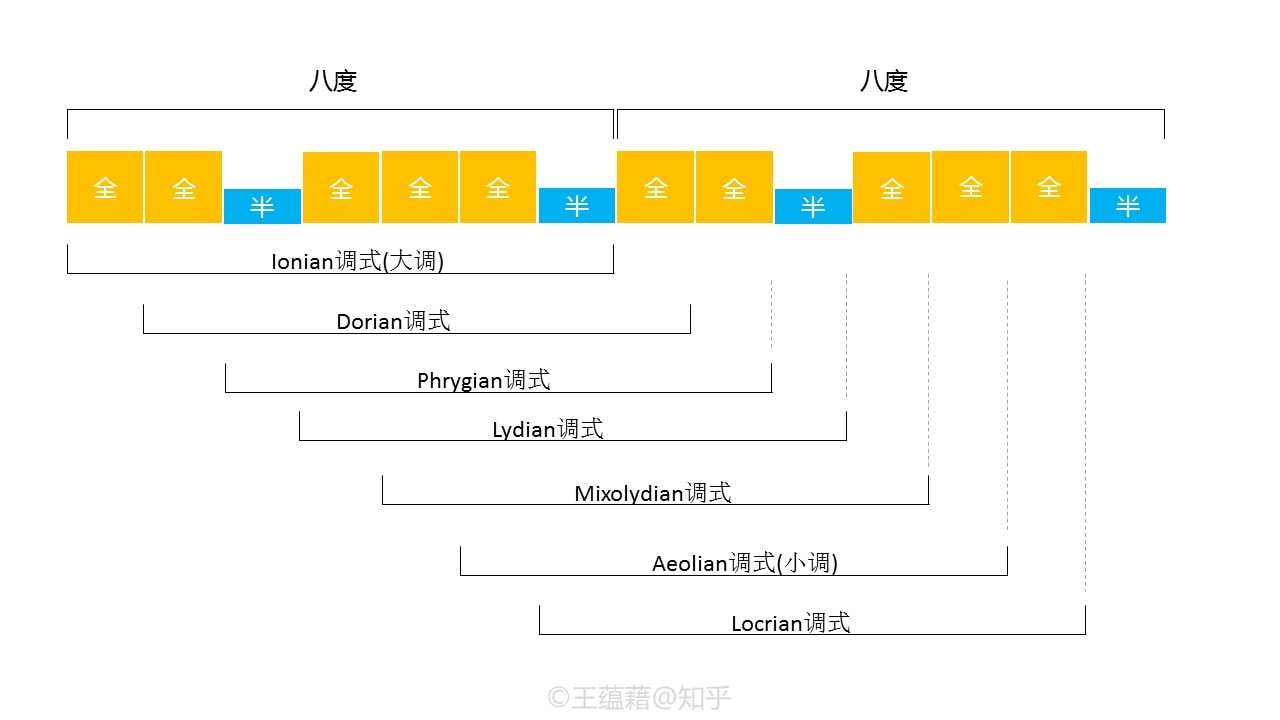 八度 八度
全 全 半 全 全 全 半 全 全 半 全 全 全 半
Ionian调式(大调)
Dorian调式
Phrygian调式
Lydian调式
Mixolydian调式
Aeolian调式(小调)
Locrian调式
©王蕴藉@知乎